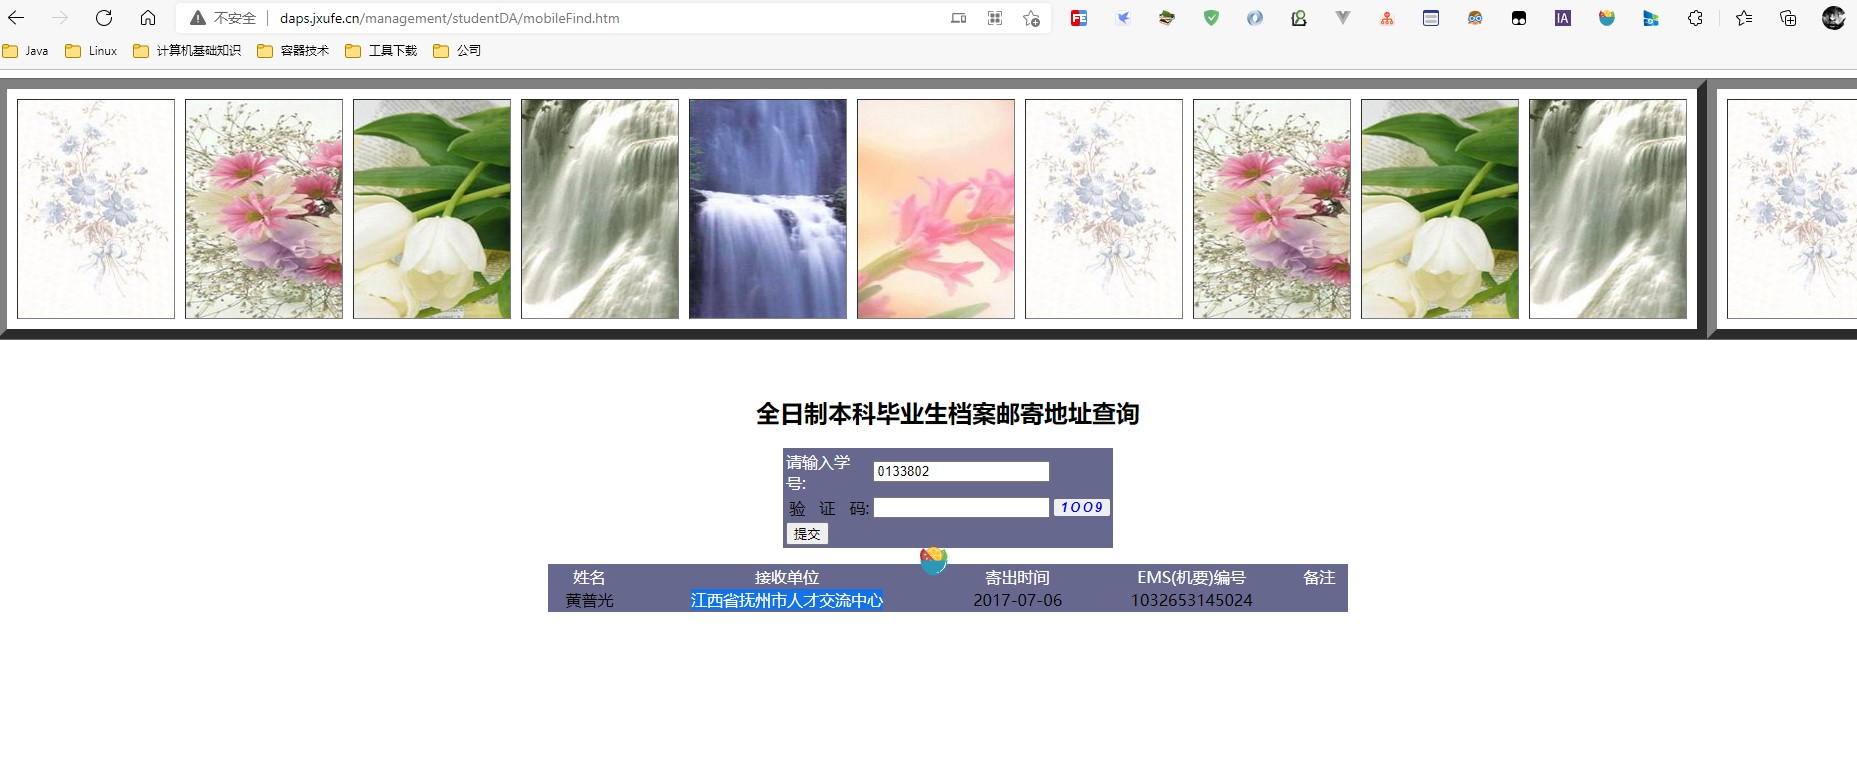 不安全 daps.jxufe.cn/management/studentDA/mobileFind.htm
Java Linux 计算机基础知识 容器技术 工具下载 公司
全日制本科毕业生档案邮寄地址查询
请输入学
号: 0133802
验 证 码: 1009
提交
姓名 接收单位 寄出时间 EMS(机要)编号 备注
黄普光 江西省抚州市人才交流中心 2017-07-06 1032653145024